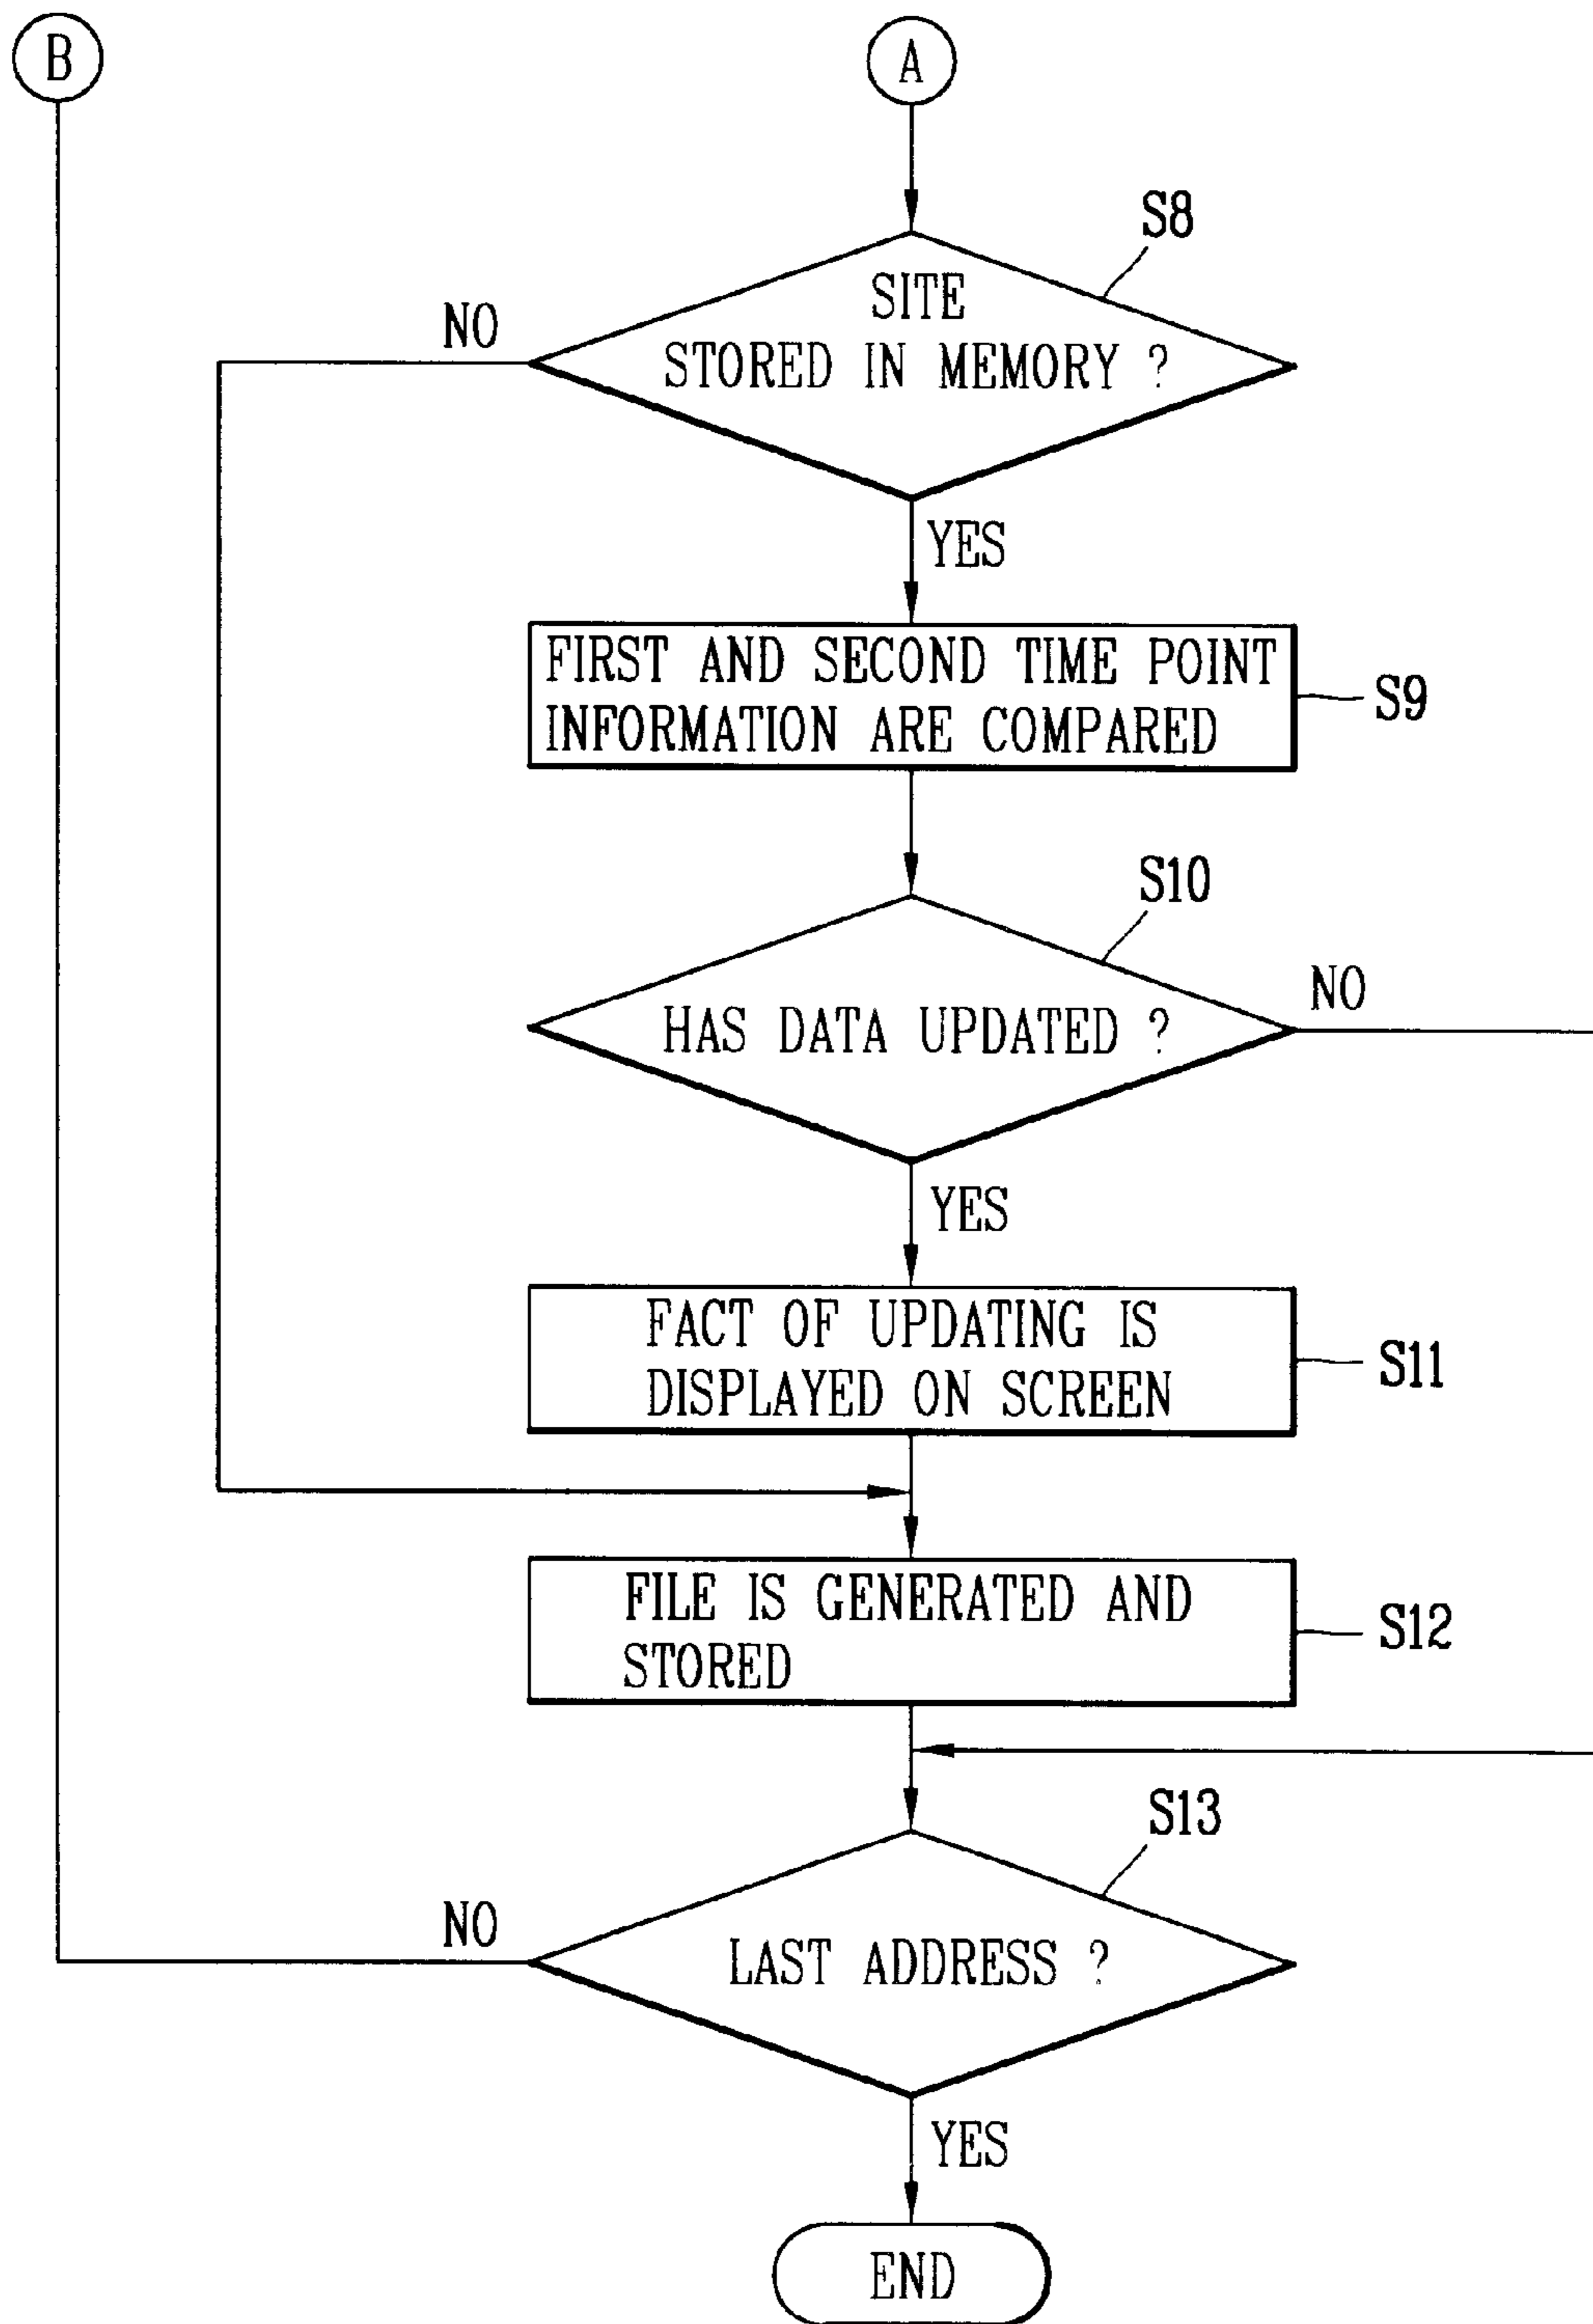 B
A
S8
SITE
STORED IN MEMORY ?
NO
YES
FIRST AND SECOND TIME POINT
INFORMATION ARE COMPARED
S9
S10
HAS DATA UPDATED ?
NO
YES
FACT OF UPDATING IS
DISPLAYED ON SCREEN
S11
FILE IS GENERATED AND
STORED
S12
S13
NO
LAST ADDRESS ?
YES
END